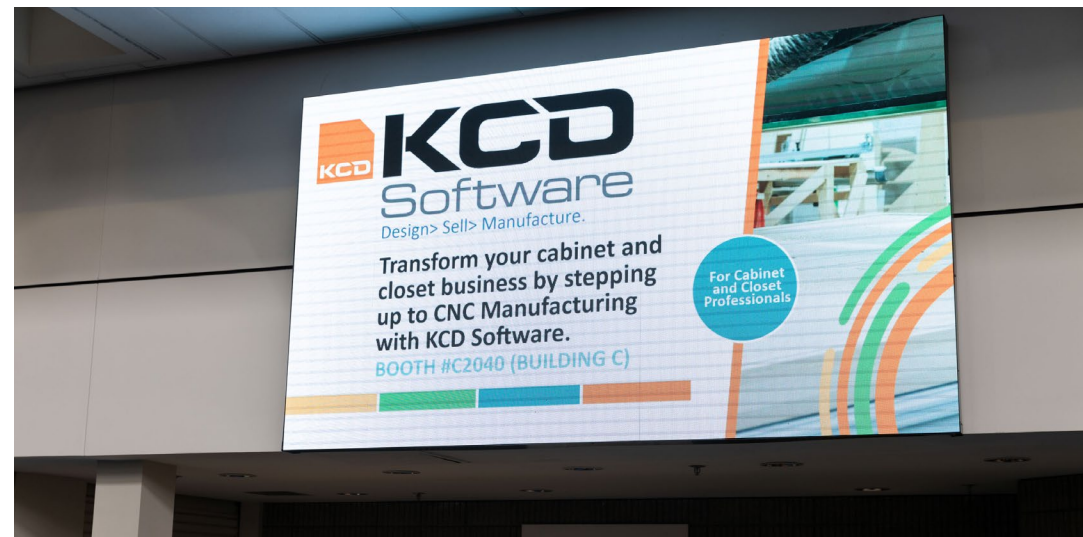 KCD
KCD
Software
Design> Sell> Manufacture.
Transform your cabinet and
closet business by stepping
up to CNC Manufacturing
with KCD Software.
BOOTH #C2040 (BUILDING C)
For Cabinet
and Closet
Professionals